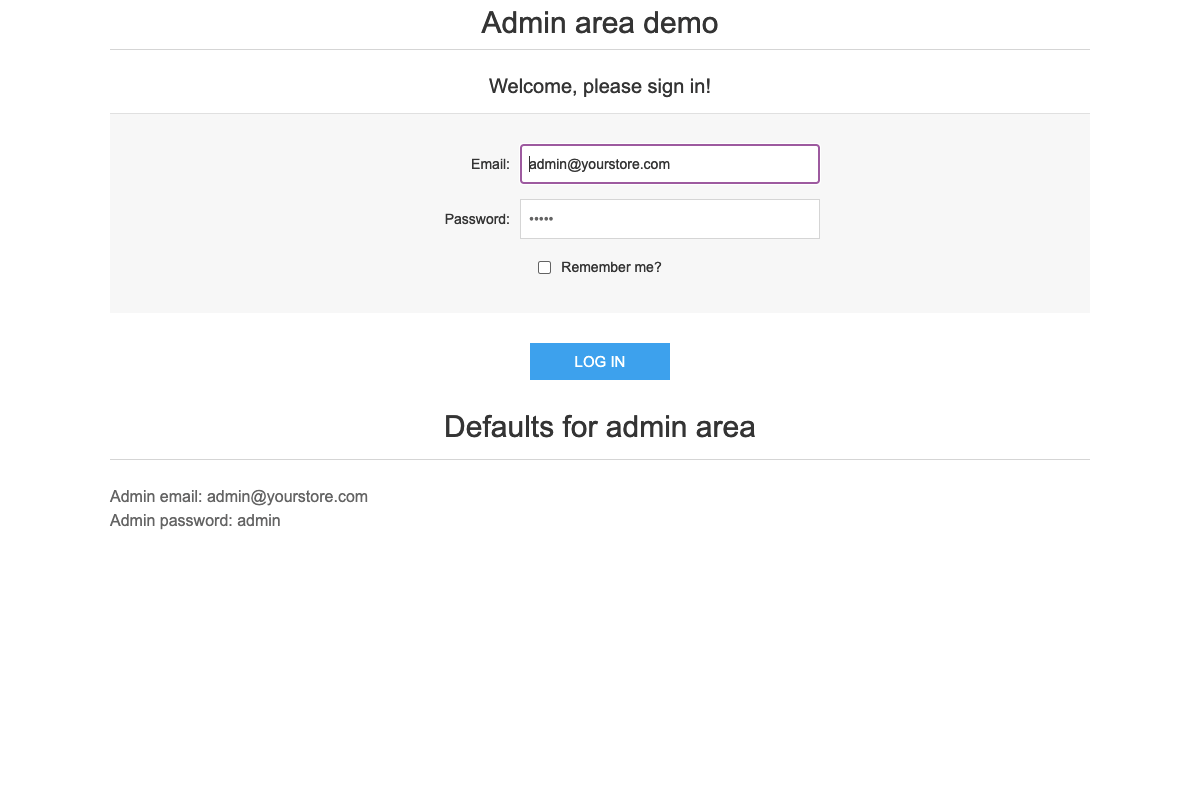 Admin area demo
Welcome, please sign in!
Email: admin@yourstore.com
Password: •••••
Remember me?
LOG IN
Defaults for admin area
Admin email: admin@yourstore.com
Admin password: admin